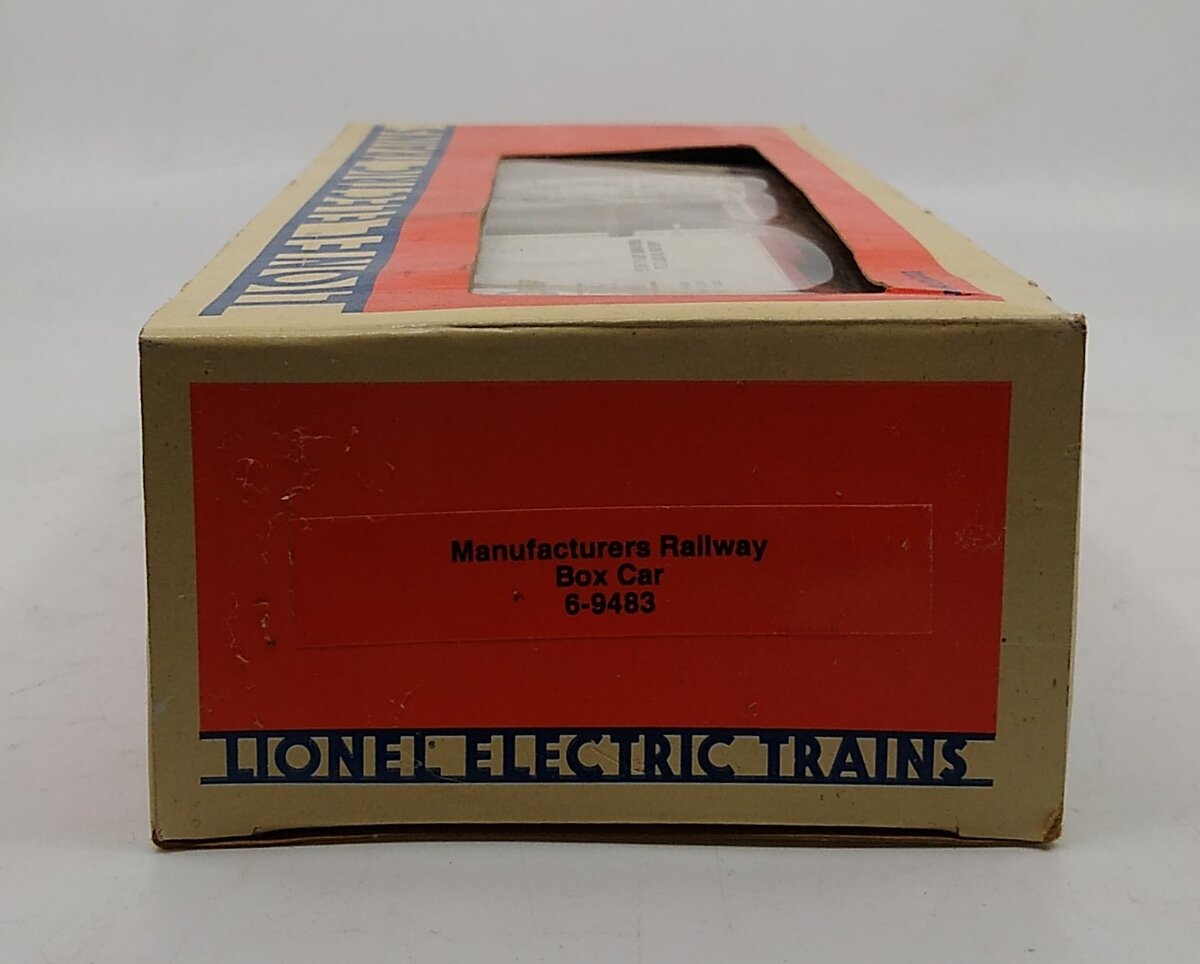 LIONEL ELECTRIC TRAINS
Manufacturers Railway
Box Car
6-9483
LIONEL ELECTRIC TRAINS